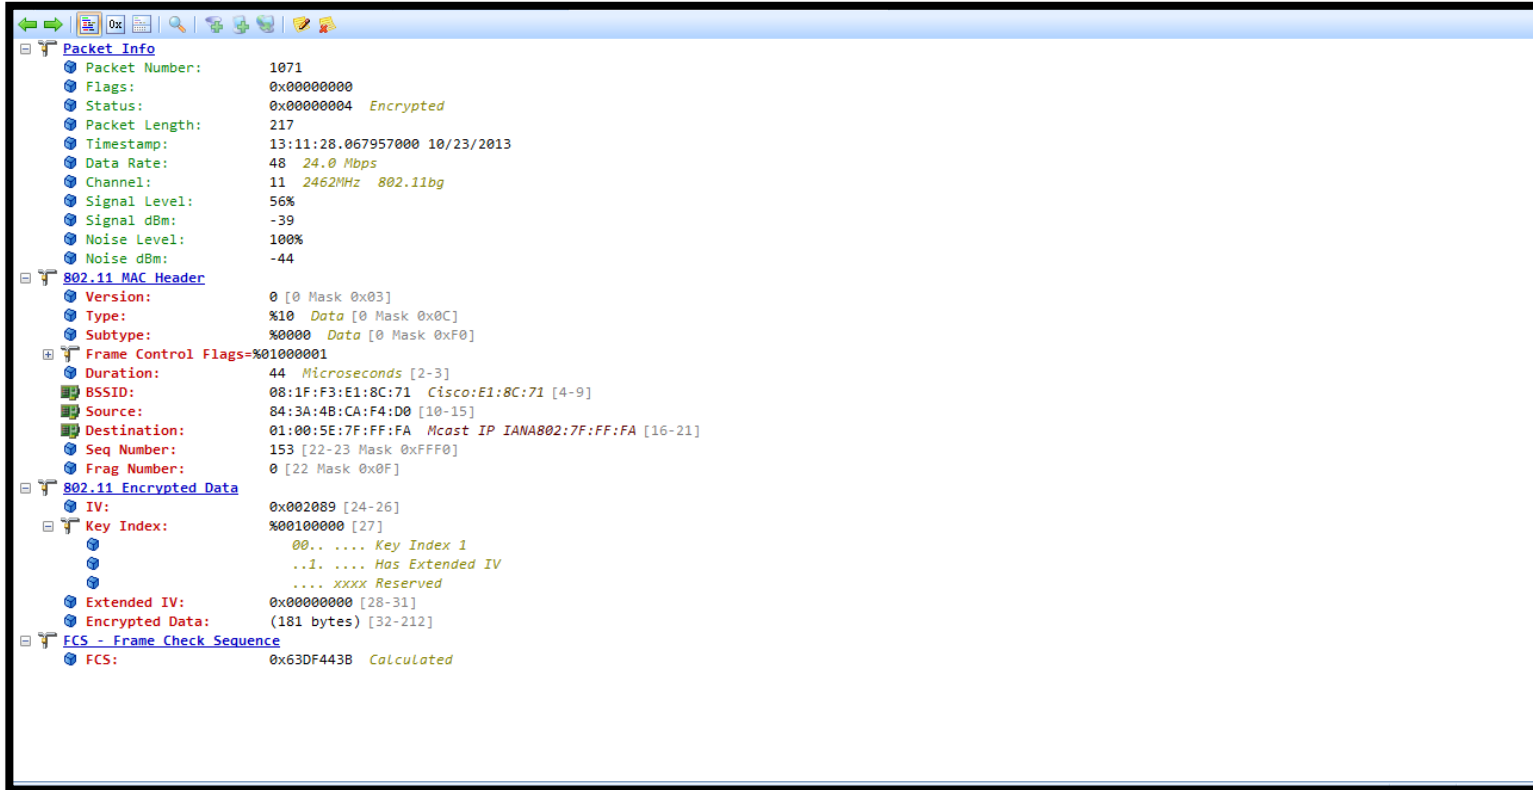 0x
Packet Info
Packet Number: 1071
Flags: 0x00000000
Status: 0x00000004 Encrypted
Packet Length: 217
Timestamp: 13:11:28.067957000 10/23/2013
Data Rate: 48 24.0 Mbps
Channel: 11 2462MHz 802.11bg
Signal Level: 56%
Signal dBm: -39
Noise Level: 100%
Noise dBm: -44
802.11 MAC Header
Version: 0 [0 Mask 0x03]
Type: %10 Data [0 Mask 0x0C]
Subtype: %0000 Data [0 Mask 0xF0]
Frame Control Flags=%01000001
Duration: 44 Microseconds [2-3]
BSSID: 08:1F:F3:E1:8C:71 Cisco:E1:8C:71 [4-9]
Source: 84:3A:4B:CA:F4:D0 [10-15]
Destination: 01:00:5E:7F:FF:FA Mcast IP IANA802:7F:FF:FA [16-21]
Seq Number: 153 [22-23 Mask 0xFFF0]
Frag Number: 0 [22 Mask 0x0F]
802.11 Encrypted Data
IV: 0x002089 [24-26]
Key Index: %00100000 [27]
00.. .... Key Index 1
..1. .... Has Extended IV
.... xxxx Reserved
Extended IV: 0x00000000 [28-31]
Encrypted Data: (181 bytes) [32-212]
FCS - Frame Check Sequence
FCS: 0x63DF443B Calculated